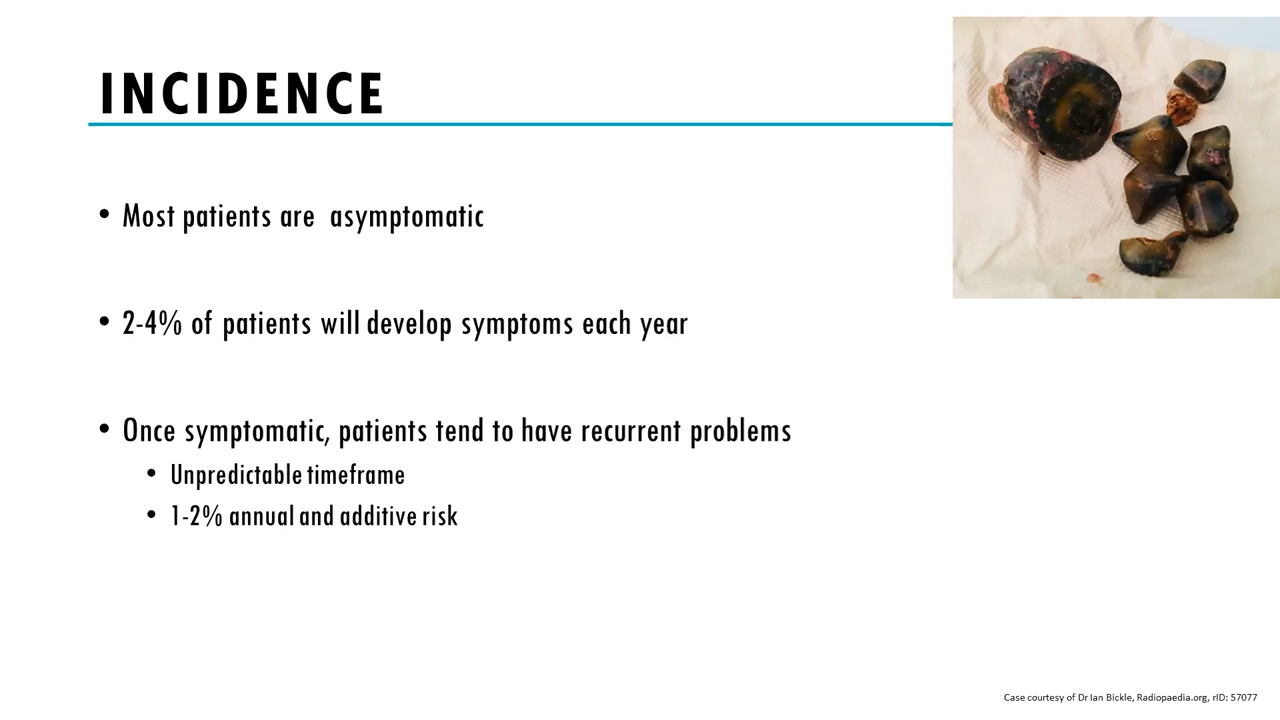 INCIDENCE
• Most patients are  asymptomatic
• 2-4% of patients will develop symptoms each year
• Once symptomatic, patients tend to have recurrent problems
• Unpredictable timeframe
• 1-2% annual and additive risk
Case courtesy of Dr Ian Bickle, Radiopaedia.org, rID: 57077